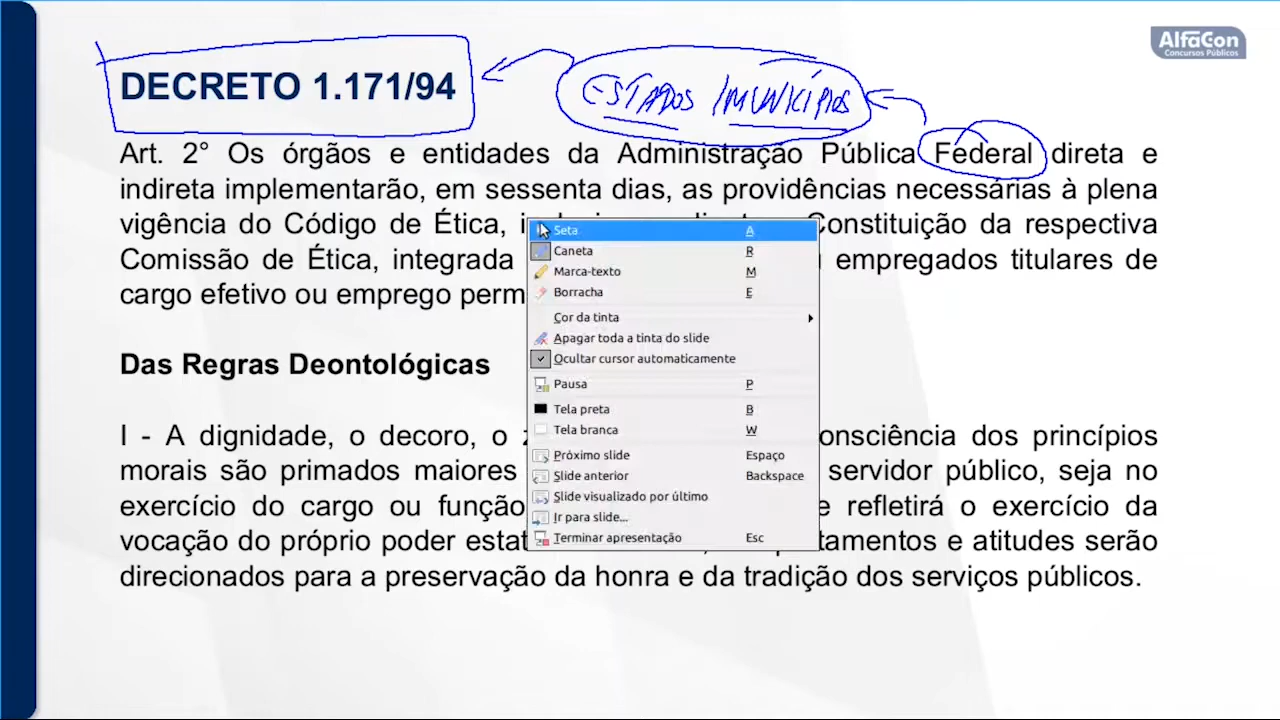 AlfaCon
Concursos Públicos
DECRETO 1.171/94
ESTADOS / MUNICÍPIOS
Art. 2° Os órgãos e entidades da Administração Pública Federal direta e
indireta implementarão, em sessenta dias, as providências necessárias à plena
vigência do Código de Ética, Constituição da respectiva
Comissão de Ética, integrada empregados titulares de
cargo efetivo ou emprego perm
Seta A
Caneta R
Marca-texto M
Borracha E
Cor da tinta
Apagar toda a tinta do slide
Ocultar cursor automaticamente
Pausa P
Tela preta B
Tela branca W
Próximo slide Espaço
Slide anterior Backspace
Slide visualizado por último
Ir para slide...
Terminar apresentação Esc
Das Regras Deontológicas
I - A dignidade, o decoro, o consciência dos princípios
morais são primados maiores servidor público, seja no
exercício do cargo ou função refletirá o exercício da
vocação do próprio poder estat tamentos e atitudes serão
direcionados para a preservação da honra e da tradição dos serviços públicos.